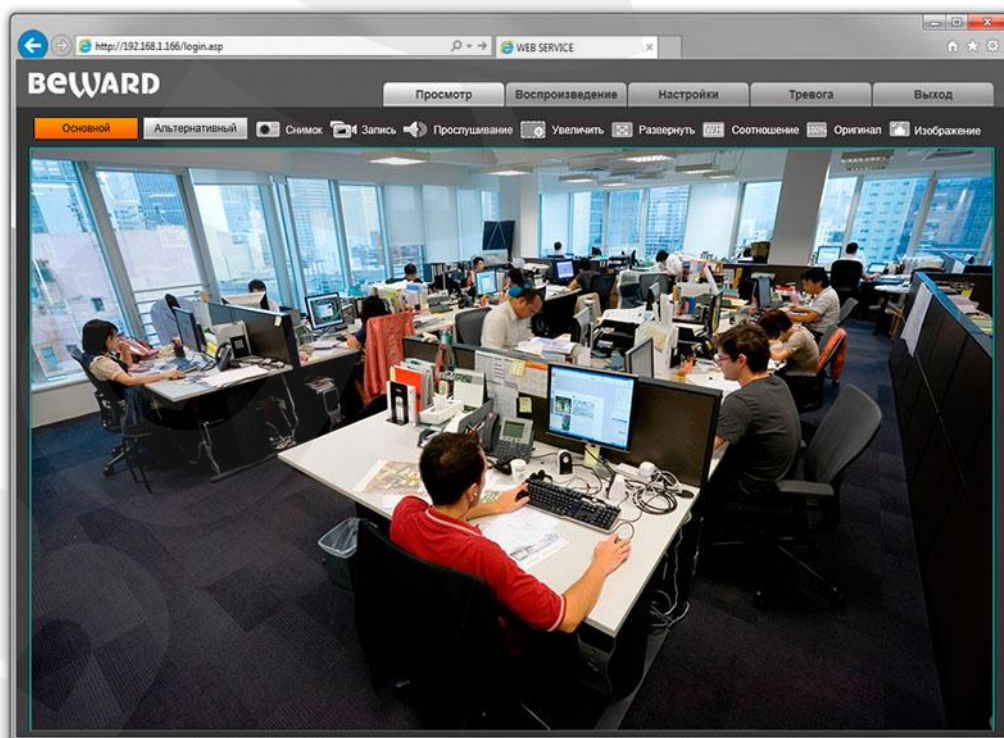 http://192.168.1.166/login.asp
WEB SERVICE
BEWARD
Просмотр Воспроизведение Настройки Тревога Выход
Основной Альтернативный Снимок Запись Прослушивание Увеличить Развернуть Соотношение 100% Оригинал Изображение